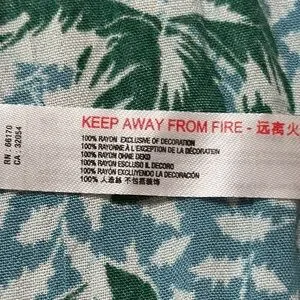 KEEP AWAY FROM FIRE - 远离火
100% RAYON EXCLUSIVE OF DECORATION
100% RAYONNE À L'EXCEPTION DE LA DÉCORATION
100% RAYON OHNE DEKO
100% RAYON ESCLUSO IL DECORO
100% RAYÓN EXCLUYENDO LA DECORACIÓN
100% 人造丝 不包括装饰
RN : 66170
CA : 32054